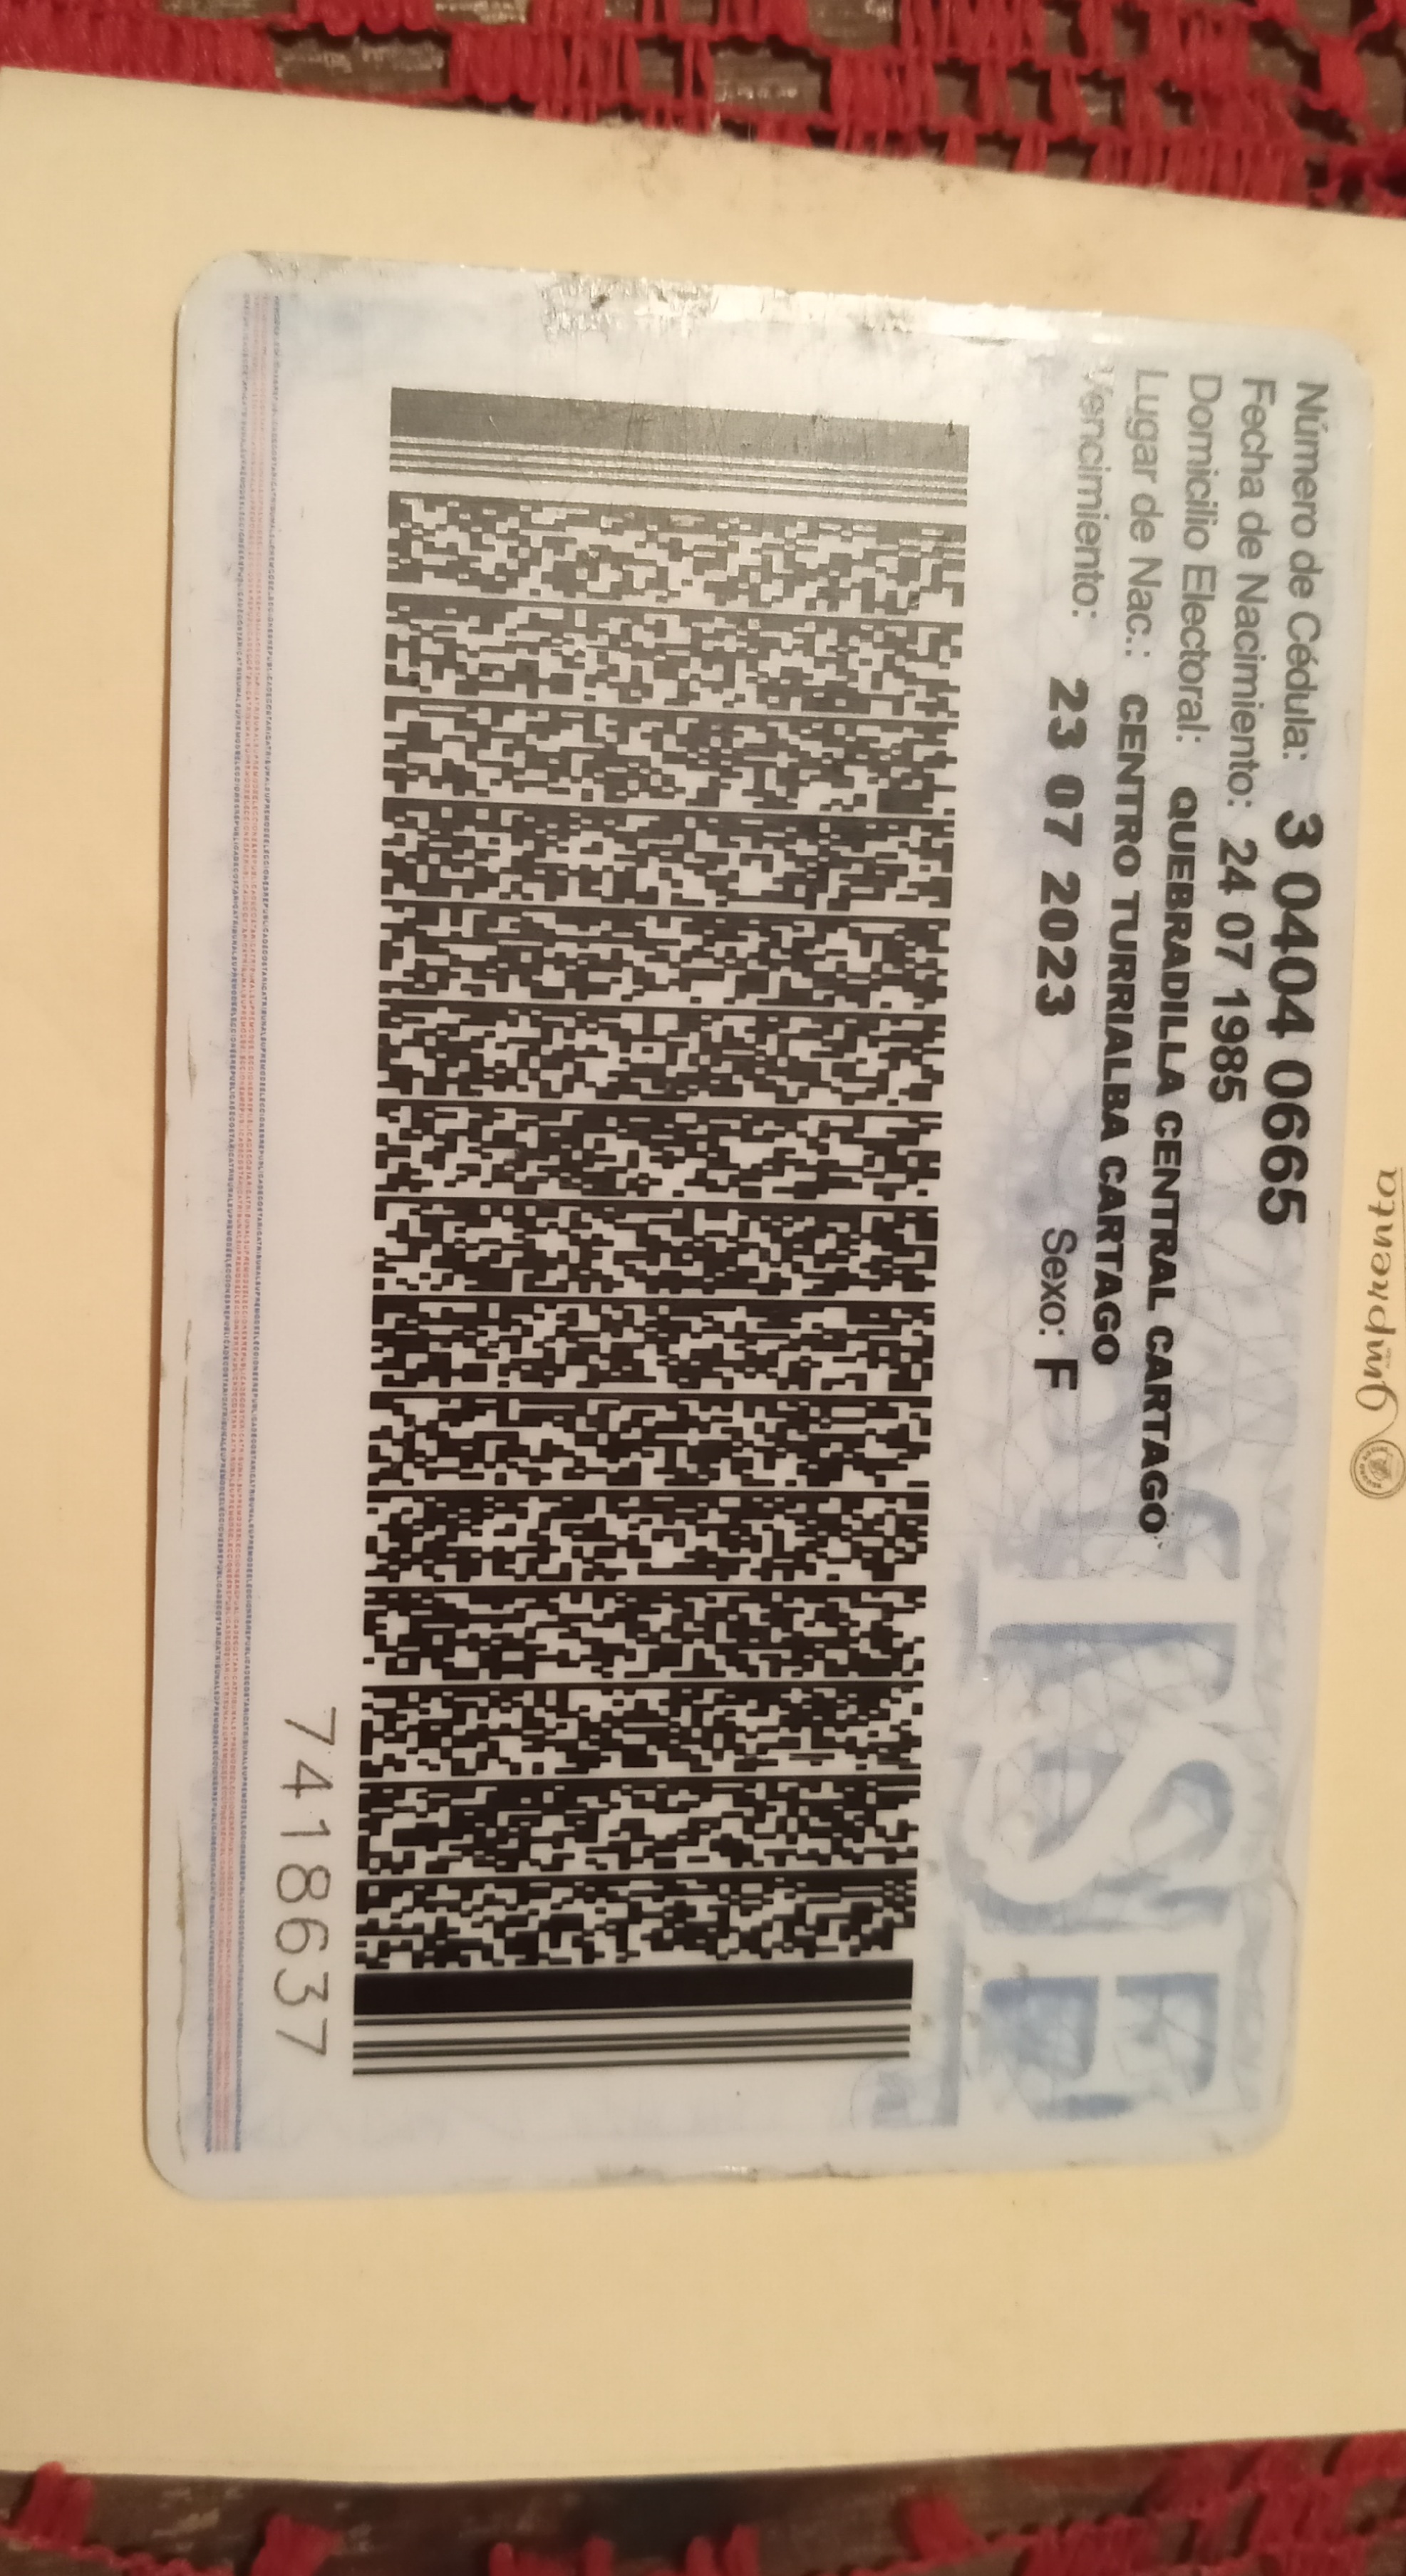 Número de Cédula: 3 0404 0665
Fecha de Nacimiento: 24 07 1985
Domicilio Electoral: QUEBRADILLA CENTRAL CARTAGO
Lugar de Nac.: CENTRO TURRIALBA CARTAGO
Vencimiento: 23 07 2023 Sexo: F
TSE
7418637
Imprenta